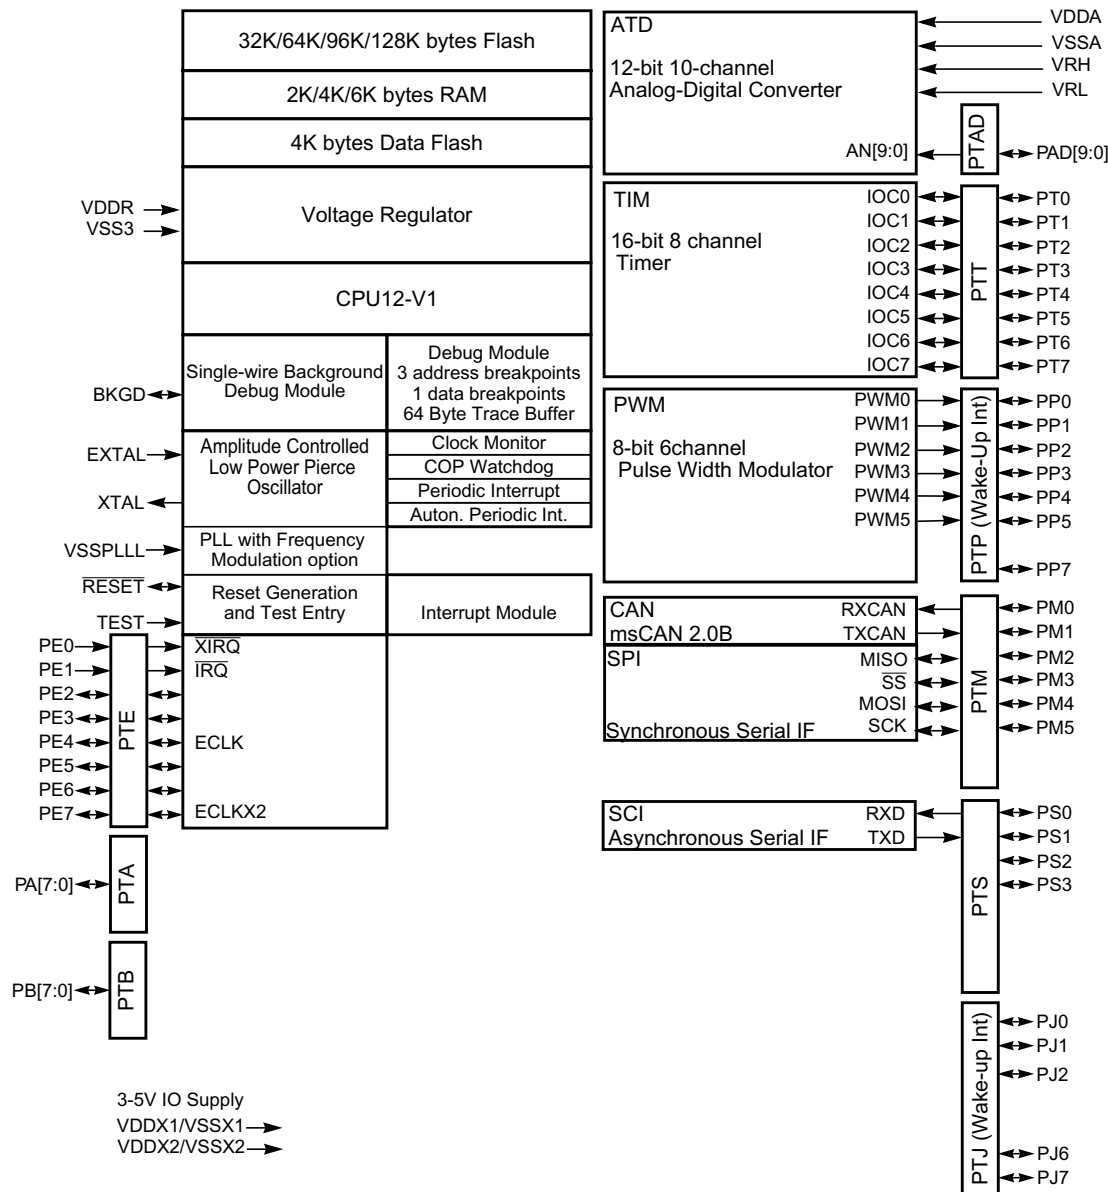 32K/64K/96K/128K bytes Flash
2K/4K/6K bytes RAM
4K bytes Data Flash
VDDR
VSS3
Voltage Regulator
CPU12-V1
BKGD
Single-wire Background
Debug Module
Debug Module
3 address breakpoints
1 data breakpoints
64 Byte Trace Buffer
EXTAL
XTAL
Amplitude Controlled
Low Power Pierce
Oscillator
Clock Monitor
COP Watchdog
Periodic Interrupt
Auton. Periodic Int.
VSSPLLL
PLL with Frequency
Modulation option
RESET
TEST
Reset Generation
and Test Entry
Interrupt Module
PE0
PE1
PE2
PE3
PE4
PE5
PE6
PE7
PTE
XIRQ
IRQ
ECLK
ECLKX2
PA[7:0]
PTA
PB[7:0]
PTB
3-5V IO Supply
VDDX1/VSSX1
VDDX2/VSSX2
ATD
12-bit 10-channel
Analog-Digital Converter
AN[9:0]
VDDA
VSSA
VRH
VRL
PTAD
PAD[9:0]
TIM
16-bit 8 channel
Timer
IOC0
IOC1
IOC2
IOC3
IOC4
IOC5
IOC6
IOC7
PTT
PT0
PT1
PT2
PT3
PT4
PT5
PT6
PT7
PWM
8-bit 6channel
Pulse Width Modulator
PWM0
PWM1
PWM2
PWM3
PWM4
PWM5
PTP (Wake-Up Int)
PP0
PP1
PP2
PP3
PP4
PP5
PP7
CAN
msCAN 2.0B
RXCAN
TXCAN
SPI
Synchronous Serial IF
MISO
SS
MOSI
SCK
PTM
PM0
PM1
PM2
PM3
PM4
PM5
SCI
Asynchronous Serial IF
RXD
TXD
PTS
PS0
PS1
PS2
PS3
PTJ (Wake-up Int)
PJ0
PJ1
PJ2
PJ6
PJ7